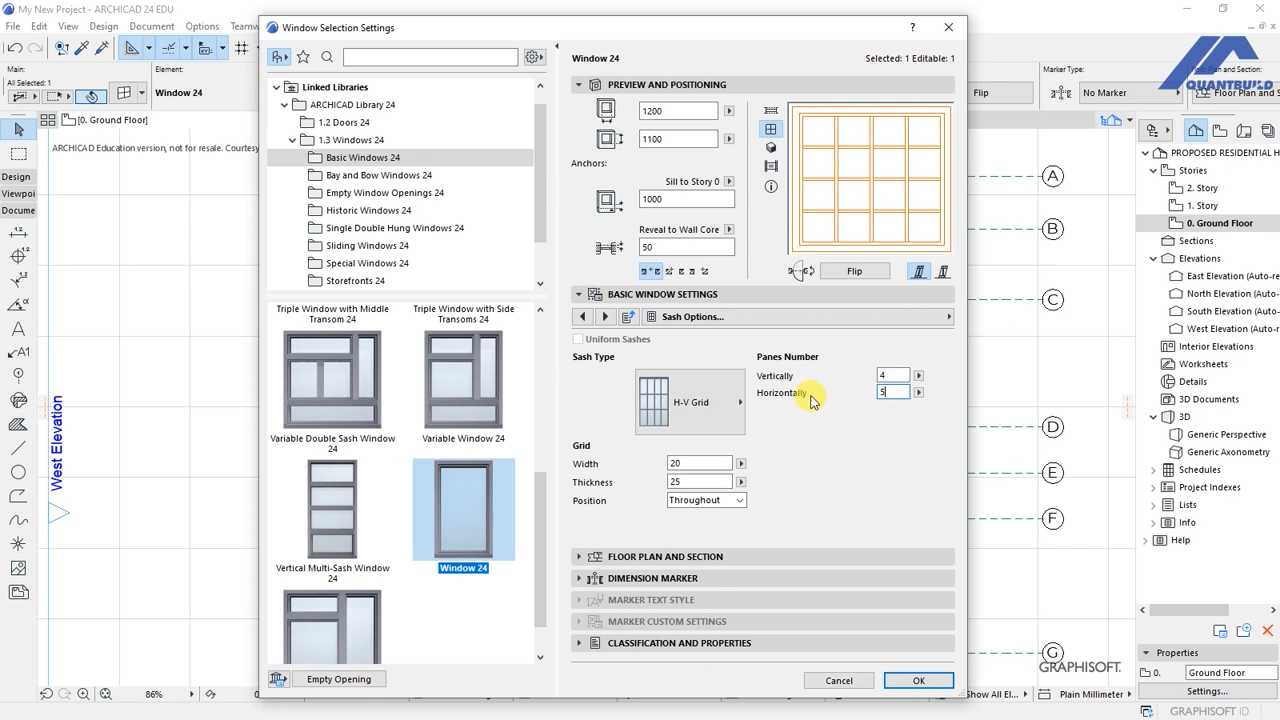 My New Project - ARCHICAD 24 EDU
File Edit View Design Document Options Teamw
Main:
All Selected: 1
Element:
Window 24
[0. Ground Floor]
ARCHICAD Education version, not for resale. Courtesy
Design
Viewpoi
Docume
A
A1
West Elevation
86%
Window Selection Settings
?
Linked Libraries
ARCHICAD Library 24
1.2 Doors 24
1.3 Windows 24
Basic Windows 24
Bay and Bow Windows 24
Empty Window Openings 24
Historic Windows 24
Single Double Hung Windows 24
Sliding Windows 24
Special Windows 24
Storefronts 24
Triple Window with Middle Transom 24
Triple Window with Side Transoms 24
Variable Double Sash Window 24
Variable Window 24
Vertical Multi-Sash Window 24
Window 24
Empty Opening
Window 24
Selected: 1 Editable: 1
PREVIEW AND POSITIONING
1200
1100
Anchors:
Sill to Story 0
1000
Reveal to Wall Core
50
Flip
BASIC WINDOW SETTINGS
Sash Options...
Uniform Sashes
Sash Type
H-V Grid
Panes Number
Vertically 4
Horizontally 5
Grid
Width 20
Thickness 25
Position Throughout
FLOOR PLAN AND SECTION
DIMENSION MARKER
MARKER TEXT STYLE
MARKER CUSTOM SETTINGS
CLASSIFICATION AND PROPERTIES
Cancel
OK
Flip
Marker Type:
No Marker
Floor Plan and Section:
Floor Plan and S
QUANTBUILD
A
B
C
D
E
F
G
GRAPHISOFT.
PROPOSED RESIDENTIAL H
Stories
2. Story
1. Story
0. Ground Floor
Sections
Elevations
East Elevation (Auto-re
North Elevation (Auto-
South Elevation (Auto-
West Elevation (Auto-r
Interior Elevations
Worksheets
Details
3D Documents
3D
Generic Perspective
Generic Axonometry
Schedules
Project Indexes
Lists
Info
Help
Properties
0. Ground Floor
Settings...
Show All El...
Plain Millimeter
GRAPHISOFT ID